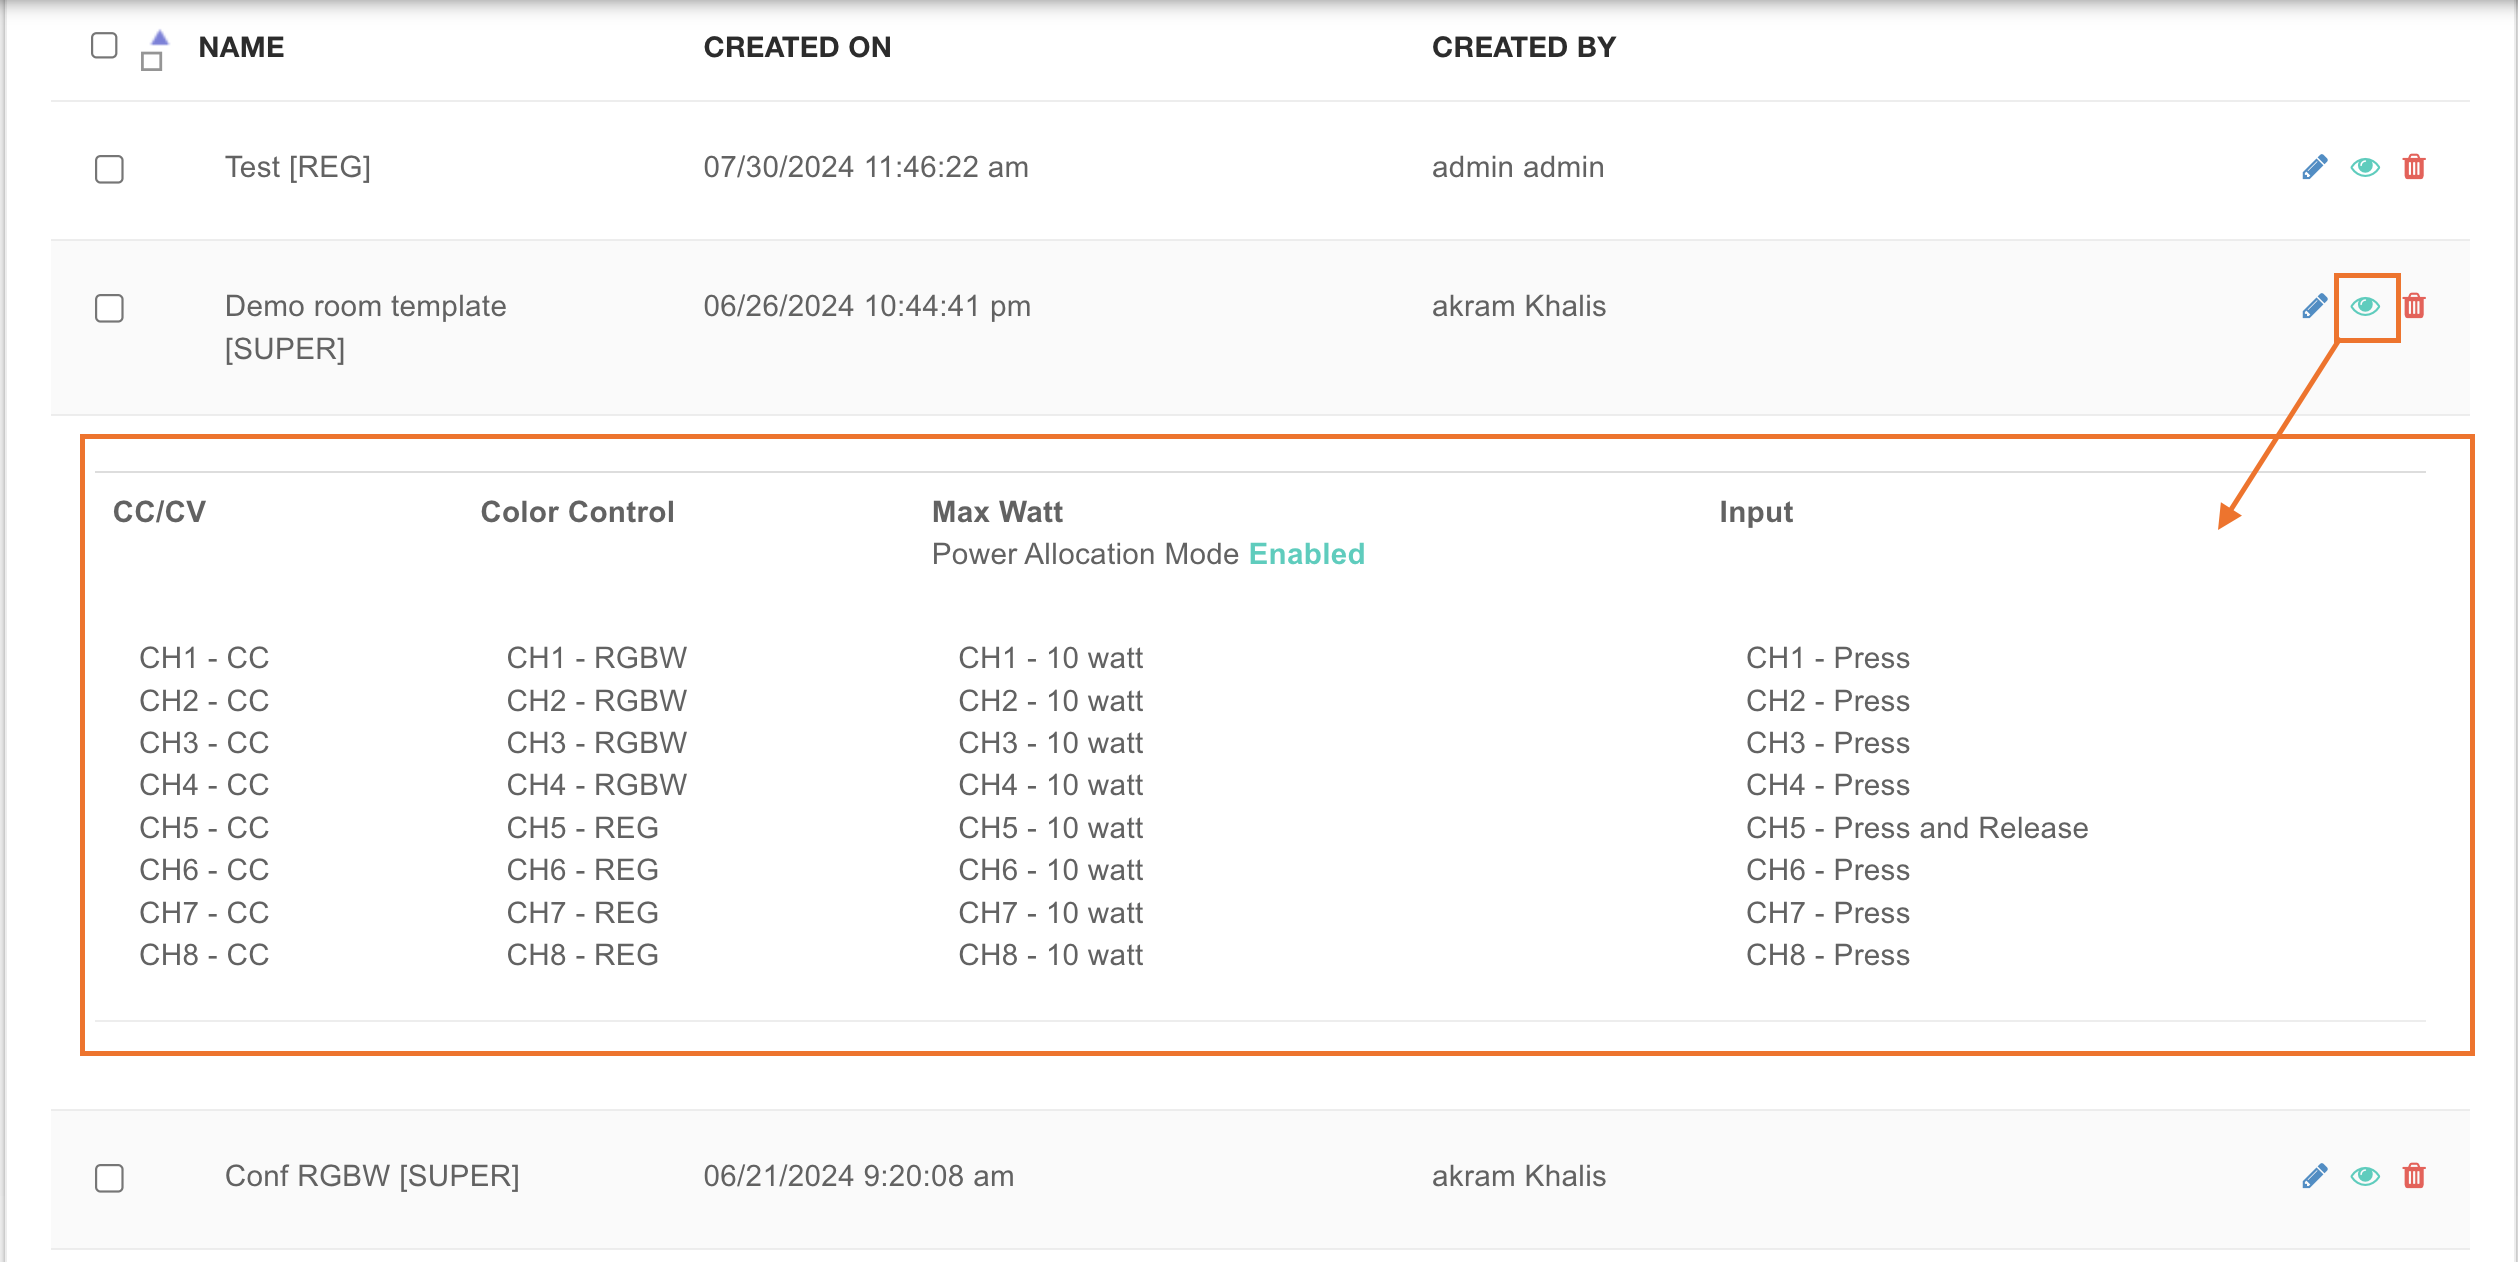 NAME CREATED ON CREATED BY
Test [REG] 07/30/2024 11:46:22 am admin admin
Demo room template 06/26/2024 10:44:41 pm akram Khalis
[SUPER]
CC/CV Color Control Max Watt Input
Power Allocation Mode Enabled
CH1 - CC CH1 - RGBW CH1 - 10 watt CH1 - Press
CH2 - CC CH2 - RGBW CH2 - 10 watt CH2 - Press
CH3 - CC CH3 - RGBW CH3 - 10 watt CH3 - Press
CH4 - CC CH4 - RGBW CH4 - 10 watt CH4 - Press
CH5 - CC CH5 - REG CH5 - 10 watt CH5 - Press and Release
CH6 - CC CH6 - REG CH6 - 10 watt CH6 - Press
CH7 - CC CH7 - REG CH7 - 10 watt CH7 - Press
CH8 - CC CH8 - REG CH8 - 10 watt CH8 - Press
Conf RGBW [SUPER] 06/21/2024 9:20:08 am akram Khalis